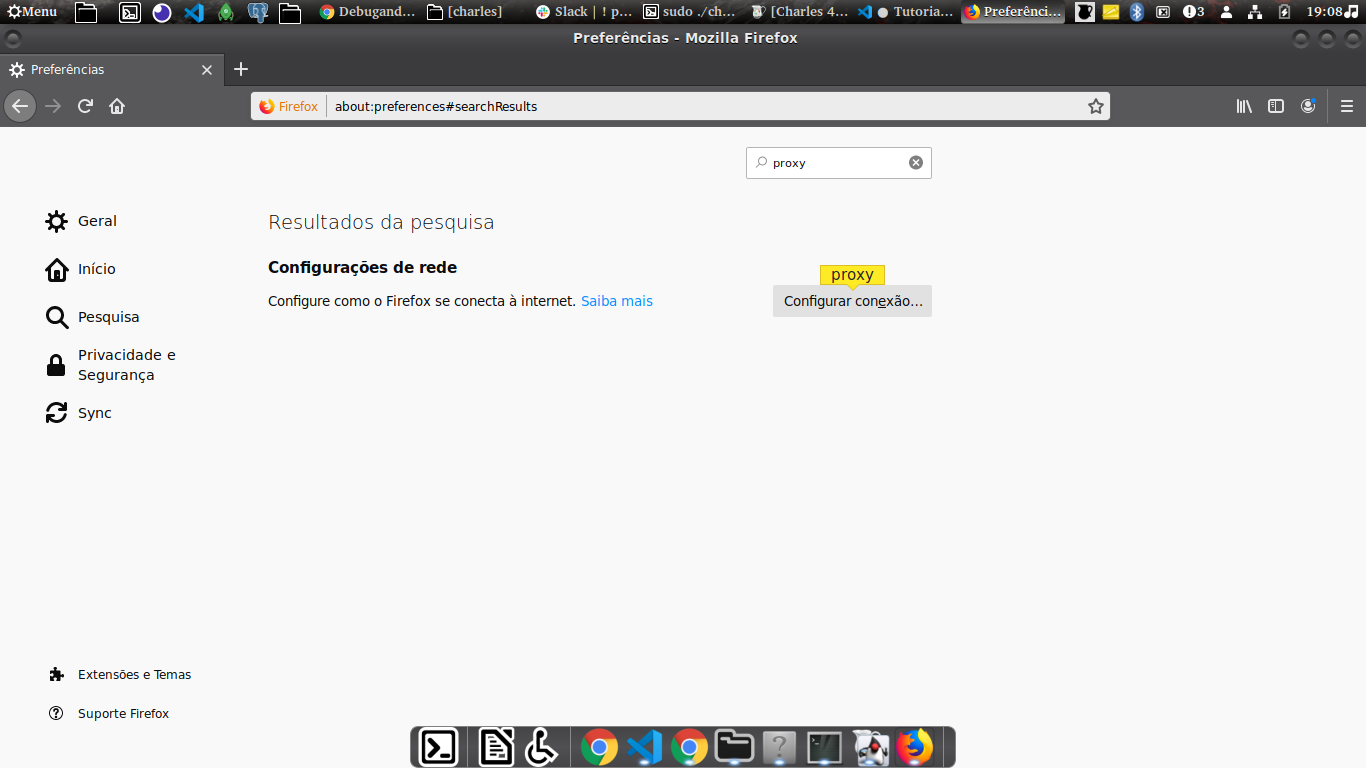 Menu
Debugand...
[charles]
Slack | ! p...
sudo ./ch...
[Charles 4...
● Tutoria...
Preferênci...
3
19:08
Preferências - Mozilla Firefox
Preferências
Firefox
about:preferences#searchResults
proxy
Geral
Início
Pesquisa
Privacidade e
Segurança
Sync
Resultados da pesquisa
Configurações de rede
Configure como o Firefox se conecta à internet. Saiba mais
proxy
Configurar conexão...
Extensões e Temas
Suporte Firefox